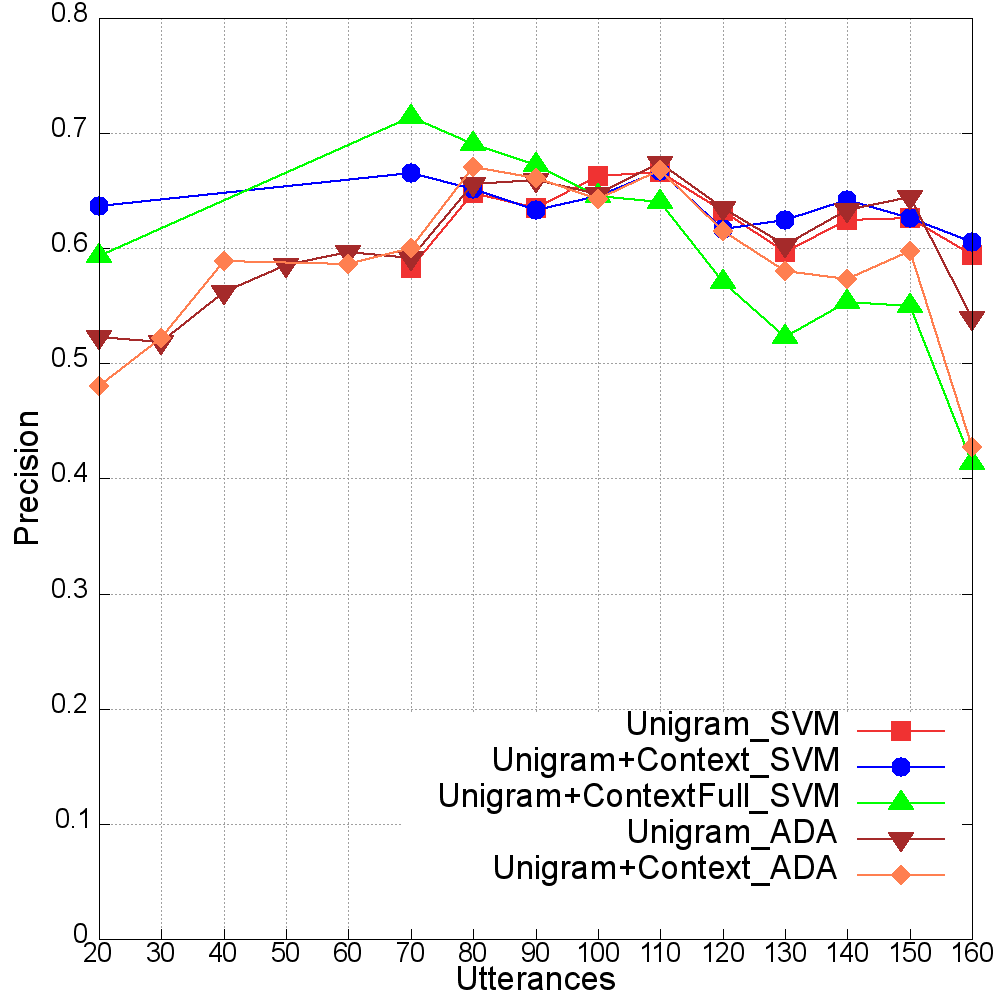 0.8
0.7
0.6
0.5
0.4
0.3
0.2
0.1
0
Precision
Unigram_SVM
Unigram+Context_SVM
Unigram+ContextFull_SVM
Unigram_ADA
Unigram+Context_ADA
20 30 40 50 60 70 80 90 100 110 120 130 140 150 160
Utterances